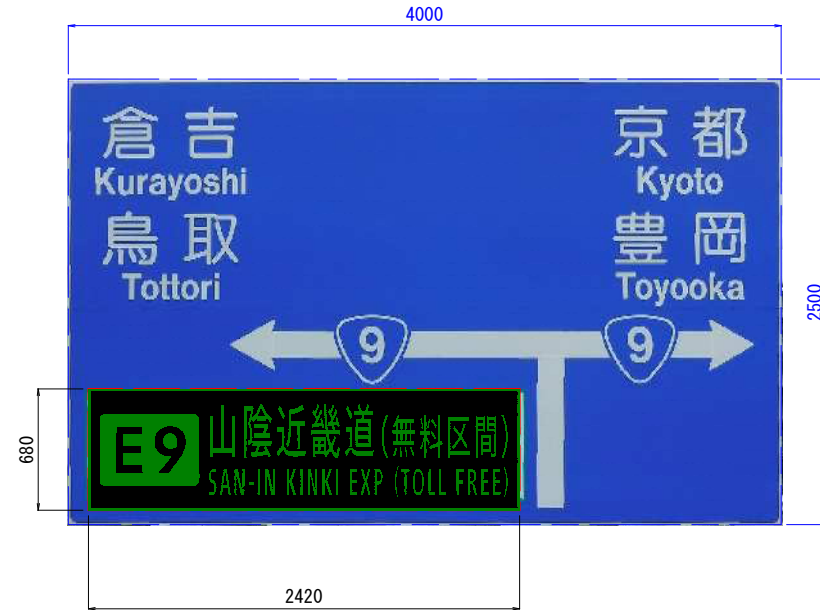 4000
倉吉
Kurayoshi
鳥取
Tottori
京都
Kyoto
豊岡
Toyooka
9
9
2500
680
E9 山陰近畿道(無料区間)
SAN-IN KINKI EXP (TOLL FREE)
2420